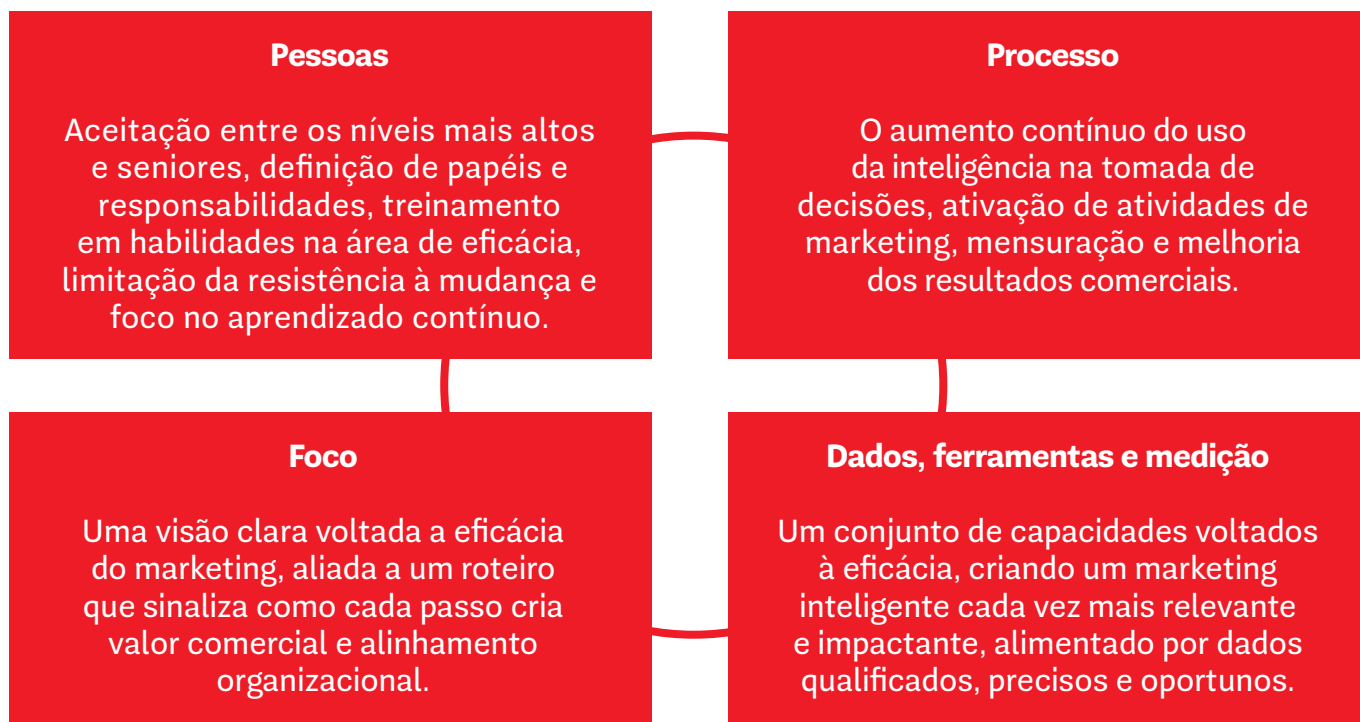 Pessoas
Aceitação entre os níveis mais altos
e seniores, definição de papéis e
responsabilidades, treinamento
em habilidades na área de eficácia,
limitação da resistência à mudança e
foco no aprendizado contínuo.
Processo
O aumento contínuo do uso
da inteligência na tomada de
decisões, ativação de atividades de
marketing, mensuração e melhoria
dos resultados comerciais.
Foco
Uma visão clara voltada a eficácia
do marketing, aliada a um roteiro
que sinaliza como cada passo cria
valor comercial e alinhamento
organizacional.
Dados, ferramentas e medição
Um conjunto de capacidades voltados
à eficácia, criando um marketing
inteligente cada vez mais relevante
e impactante, alimentado por dados
qualificados, precisos e oportunos.